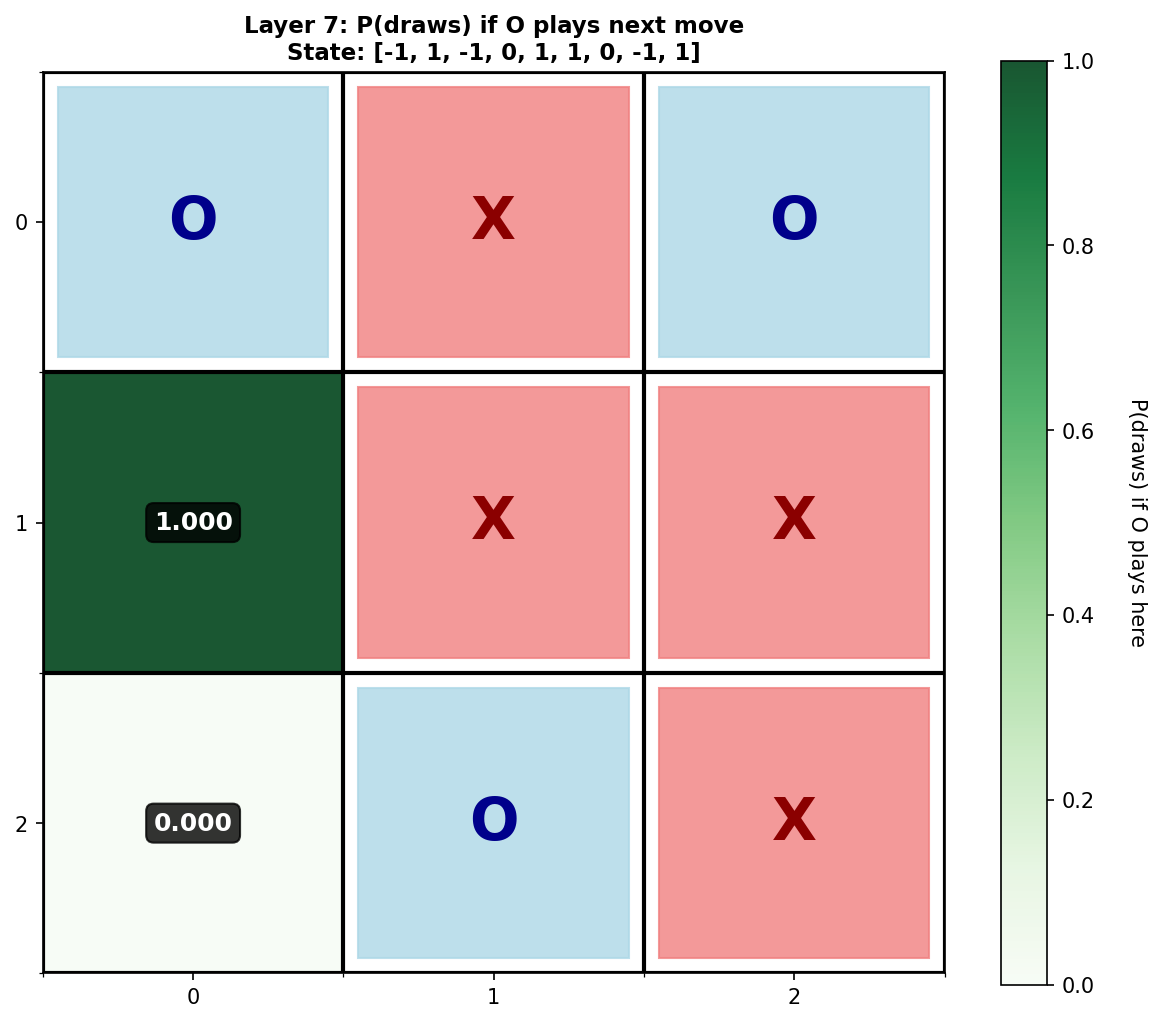 Layer 7: P(draws) if O plays next move
State: [-1, 1, -1, 0, 1, 1, 0, -1, 1]
0
O
X
O
1
1.000
X
X
2
0.000
O
X
0
1
2
1.0
0.8
0.6
0.4
0.2
0.0
P(draws) if O plays here